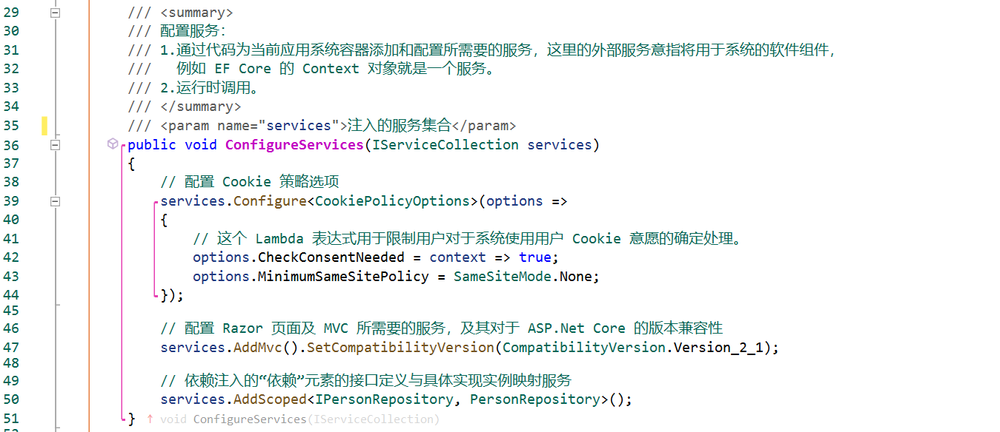 29 /// <summary>
30 /// 配置服务：
31 /// 1.通过代码为当前应用系统容器添加和配置所需要的服务，这里的外部服务意指将用于系统的软件组件，
32 ///   例如 EF Core 的 Context 对象就是一个服务。
33 /// 2.运行时调用。
34 /// </summary>
35 /// <param name="services">注入的服务集合</param>
36 public void ConfigureServices(IServiceCollection services)
37 {
38     // 配置 Cookie 策略选项
39     services.Configure<CookiePolicyOptions>(options =>
40     {
41         // 这个 Lambda 表达式用于限制用户对于系统使用用户 Cookie 意愿的确定处理。
42         options.CheckConsentNeeded = context => true;
43         options.MinimumSameSitePolicy = SameSiteMode.None;
44     });
45
46     // 配置 Razor 页面及 MVC 所需要的服务，及其对于 ASP.Net Core 的版本兼容性
47     services.AddMvc().SetCompatibilityVersion(CompatibilityVersion.Version_2_1);
48
49     // 依赖注入的“依赖”元素的接口定义与具体实现实例映射服务
50     services.AddScoped<IPersonRepository, PersonRepository>();
51 } ↑ void ConfigureServices(IServiceCollection)